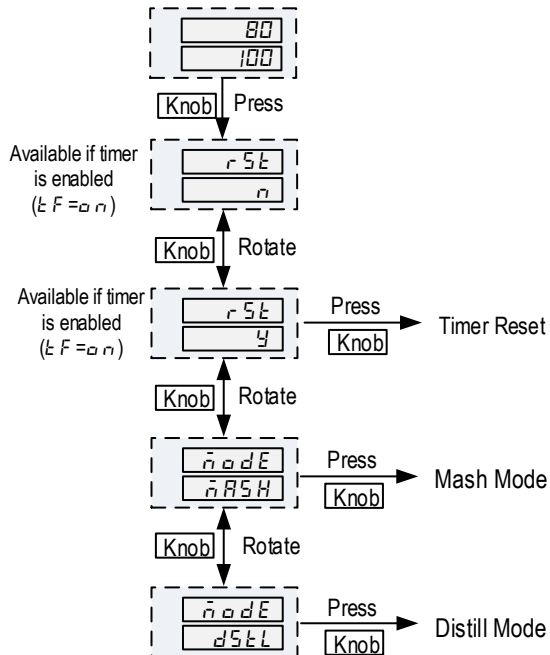 80
100
Knob Press
Available if timer
is enabled
(tF=on)
rSt
n
Knob Rotate
Available if timer
is enabled
(tF=on)
rSt
y
Press
Knob
Timer Reset
Knob Rotate
modE
mASH
Press
Knob
Mash Mode
Knob Rotate
modE
dStL
Press
Knob
Distill Mode